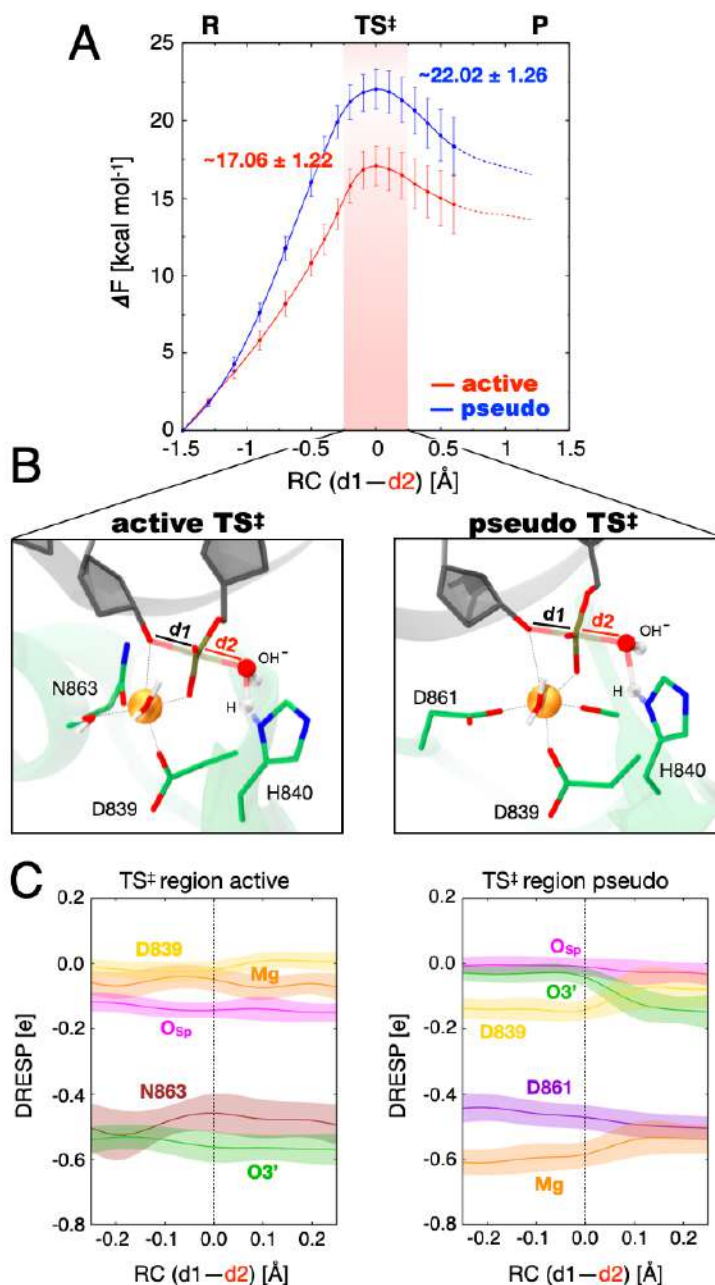 A
R TS‡ P
25
20
15
10
5
0
ΔF [kcal mol-1]
~22.02 ± 1.26
~17.06 ± 1.22
active
pseudo
-1.5 -1 -0.5 0 0.5 1 1.5
RC (d1—d2) [Å]
B
active TS‡
d1
d2
OH−
H
N863
D839
H840
pseudo TS‡
d1
d2
OH−
H
D861
D839
H840
C
TS‡ region active
0.2
0.0
-0.2
-0.4
-0.6
-0.8
DRESP [e]
D839
Mg
OSp
N863
O3'
-0.2 -0.1 0.0 0.1 0.2
RC (d1—d2) [Å]
TS‡ region pseudo
0.2
0.0
-0.2
-0.4
-0.6
-0.8
DRESP [e]
OSp
O3'
D839
D861
Mg
-0.2 -0.1 0.0 0.1 0.2
RC (d1—d2) [Å]